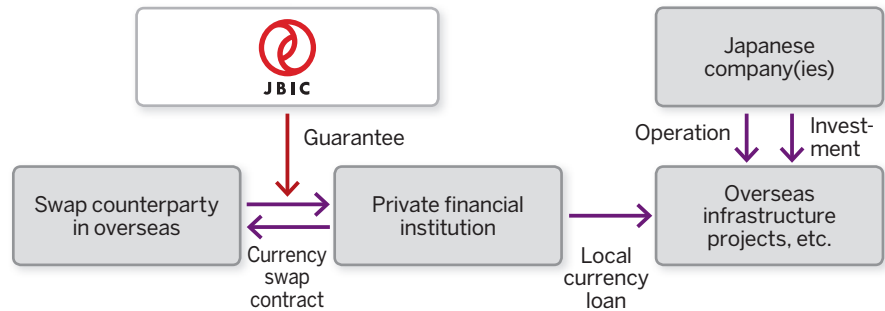 JBIC
Japanese
company(ies)
Guarantee
Operation
Invest-
ment
Swap counterparty
in overseas
Private financial
institution
Overseas
infrastructure
projects, etc.
Currency
swap
contract
Local
currency
loan